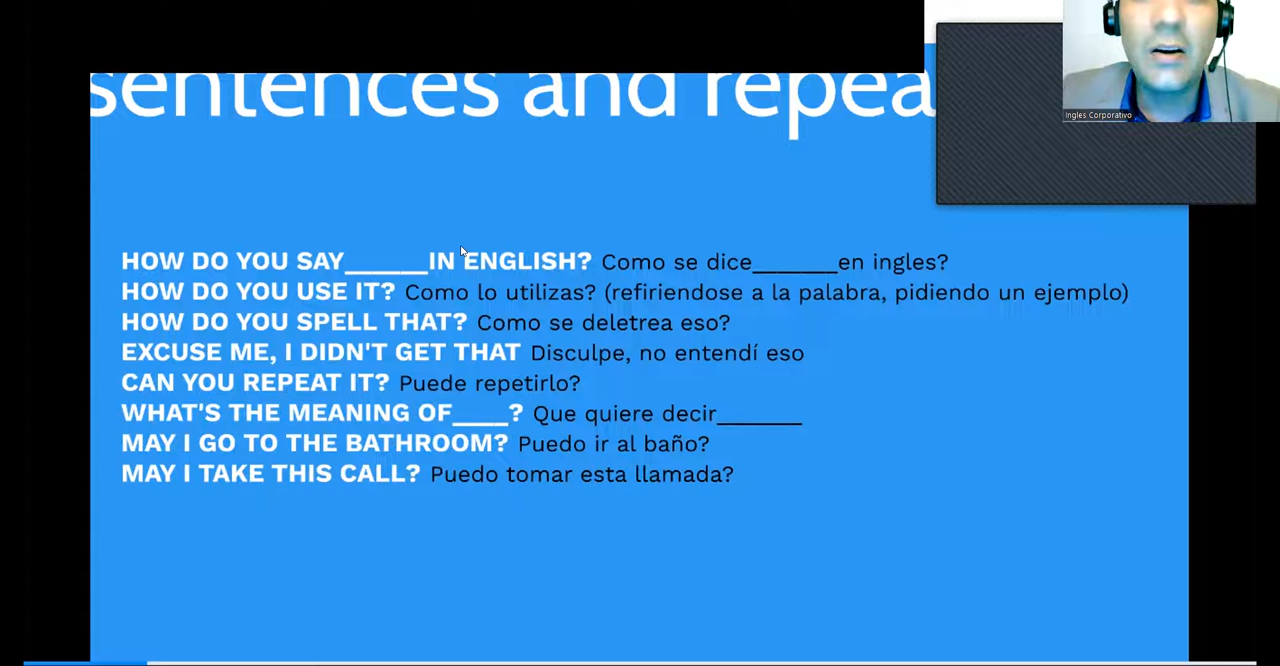 sentences and repea
Ingles Corporativo
HOW DO YOU SAY______IN ENGLISH? Como se dice______en ingles?
HOW DO YOU USE IT? Como lo utilizas? (refiriendose a la palabra, pidiendo un ejemplo)
HOW DO YOU SPELL THAT? Como se deletrea eso?
EXCUSE ME, I DIDN'T GET THAT Disculpe, no entendí eso
CAN YOU REPEAT IT? Puede repetirlo?
WHAT'S THE MEANING OF____? Que quiere decir______
MAY I GO TO THE BATHROOM? Puedo ir al baño?
MAY I TAKE THIS CALL? Puedo tomar esta llamada?